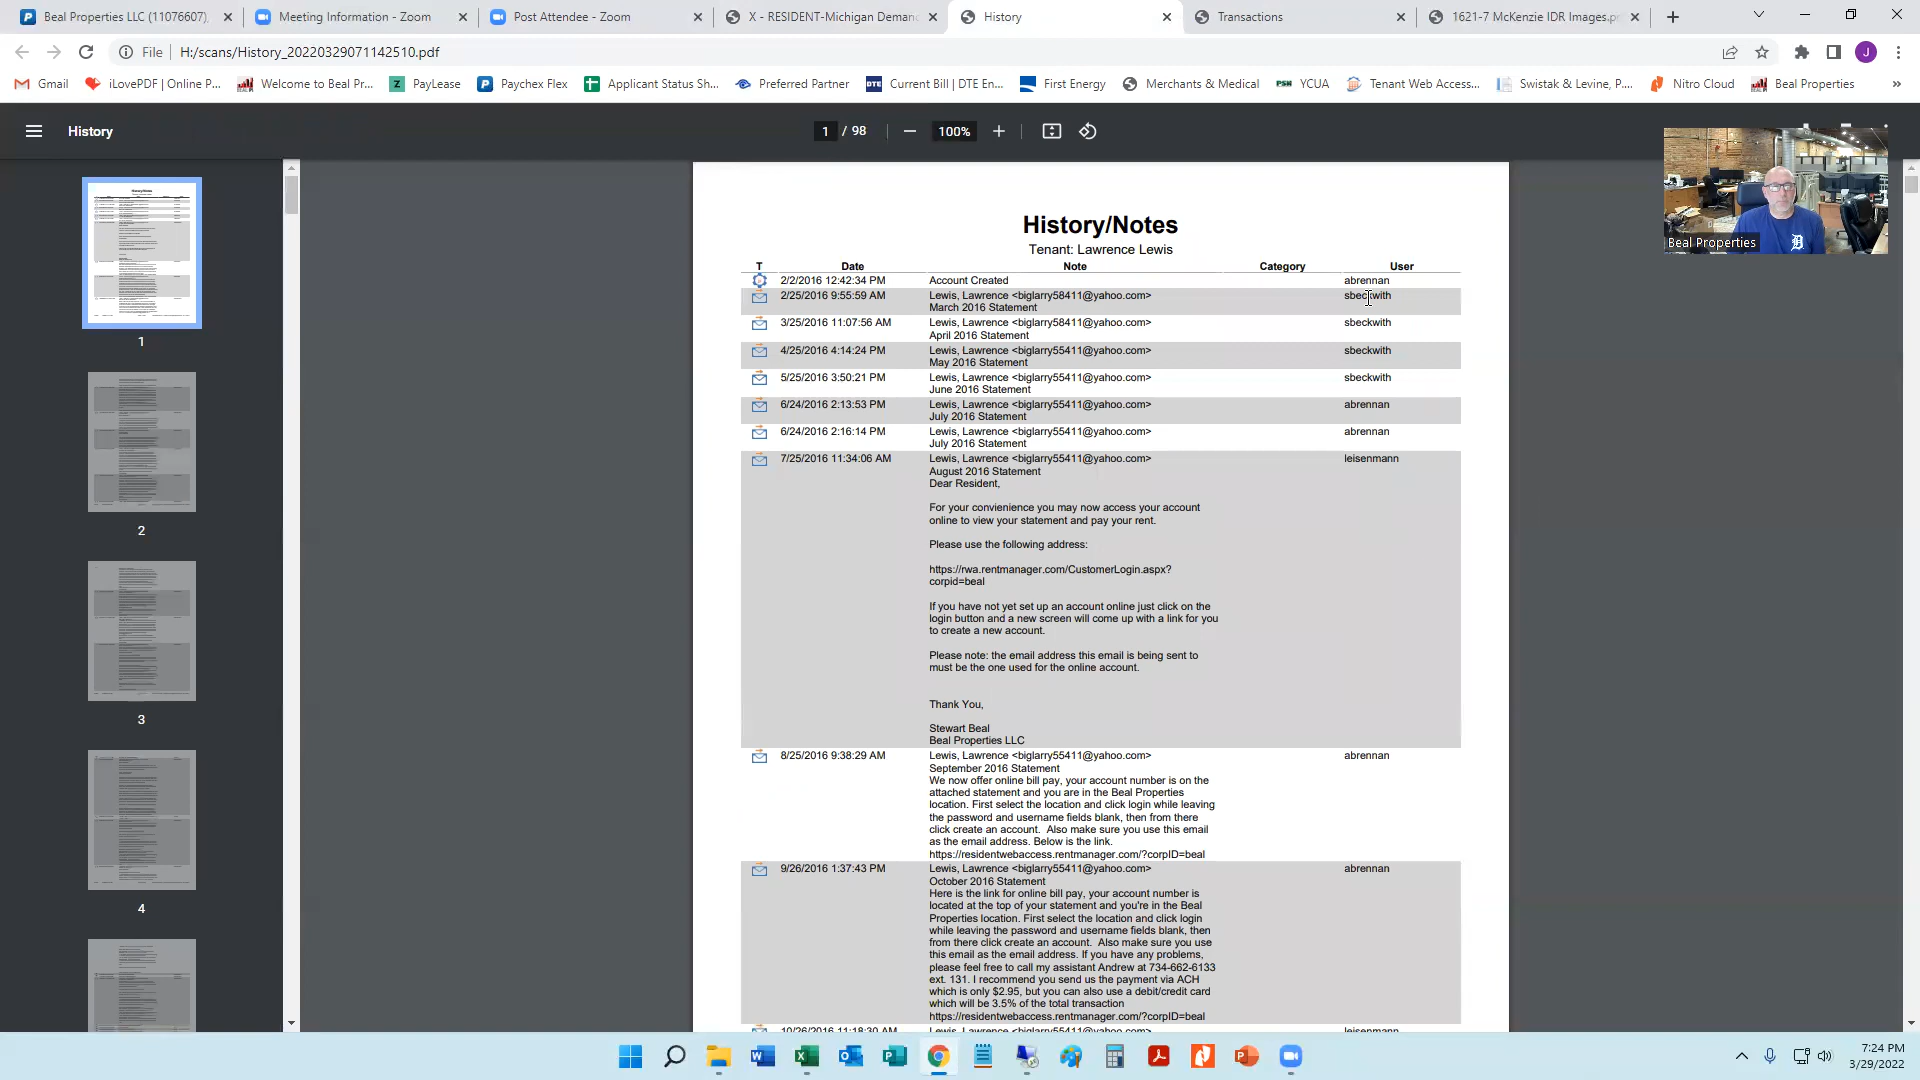 Beal Properties LLC (11076607),
Meeting Information - Zoom
Post Attendee - Zoom
X - RESIDENT-Michigan Deman
History
Transactions
1621-7 McKenzie IDR Images.p
File H:/scans/History_20220329071142510.pdf
J
Gmail
iLovePDF | Online P...
Welcome to Beal Pr...
PayLease
Paychex Flex
Applicant Status Sh...
Preferred Partner
DTE
Current Bill | DTE En...
First Energy
Merchants & Medical
YCUA
Tenant Web Access...
Swistak & Levine, P....
Nitro Cloud
Beal Properties
»
History
1 / 98
100%
Beal Properties
1
2
3
4
History/Notes
Tenant: Lawrence Lewis
T Date Note Category User
2/2/2016 12:42:34 PM Account Created abrennan
2/25/2016 9:55:59 AM Lewis, Lawrence <biglarry58411@yahoo.com> sbeckwith
March 2016 Statement
3/25/2016 11:07:56 AM Lewis, Lawrence <biglarry58411@yahoo.com> sbeckwith
April 2016 Statement
4/25/2016 4:14:24 PM Lewis, Lawrence <biglarry55411@yahoo.com> sbeckwith
May 2016 Statement
5/25/2016 3:50:21 PM Lewis, Lawrence <biglarry55411@yahoo.com> sbeckwith
June 2016 Statement
6/24/2016 2:13:53 PM Lewis, Lawrence <biglarry55411@yahoo.com> abrennan
July 2016 Statement
6/24/2016 2:16:14 PM Lewis, Lawrence <biglarry55411@yahoo.com> abrennan
July 2016 Statement
7/25/2016 11:34:06 AM Lewis, Lawrence <biglarry55411@yahoo.com> leisenmann
August 2016 Statement
Dear Resident,
For your convienience you may now access your account
online to view your statement and pay your rent.
Please use the following address:
https://rwa.rentmanager.com/CustomerLogin.aspx?
corpid=beal
If you have not yet set up an account online just click on the
login button and a new screen will come up with a link for you
to create a new account.
Please note: the email address this email is being sent to
must be the one used for the online account.
Thank You,
Stewart Beal
Beal Properties LLC
8/25/2016 9:38:29 AM Lewis, Lawrence <biglarry55411@yahoo.com> abrennan
September 2016 Statement
We now offer online bill pay, your account number is on the
attached statement and you are in the Beal Properties
location. First select the location and click login while leaving
the password and username fields blank, then from there
click create an account. Also make sure you use this email
as the email address. Below is the link.
https://residentwebaccess.rentmanager.com/?corpID=beal
9/26/2016 1:37:43 PM Lewis, Lawrence <biglarry55411@yahoo.com> abrennan
October 2016 Statement
Here is the link for online bill pay, your account number is
located at the top of your statement and you're in the Beal
Properties location. First select the location and click login
while leaving the password and username fields blank, then
from there click create an account. Also make sure you use
this email as the email address. If you have any problems,
please feel free to call my assistant Andrew at 734-662-6133
ext. 131. I recommend you send us the payment via ACH
which is only $2.95, but you can also use a debit/credit card
which will be 3.5% of the total transaction
https://residentwebaccess.rentmanager.com/?corpID=beal
10/26/2016 11:18:30 AM Lewis, Lawrence <biglarry55411@yahoo.com> leisenmann
7:24 PM
3/29/2022